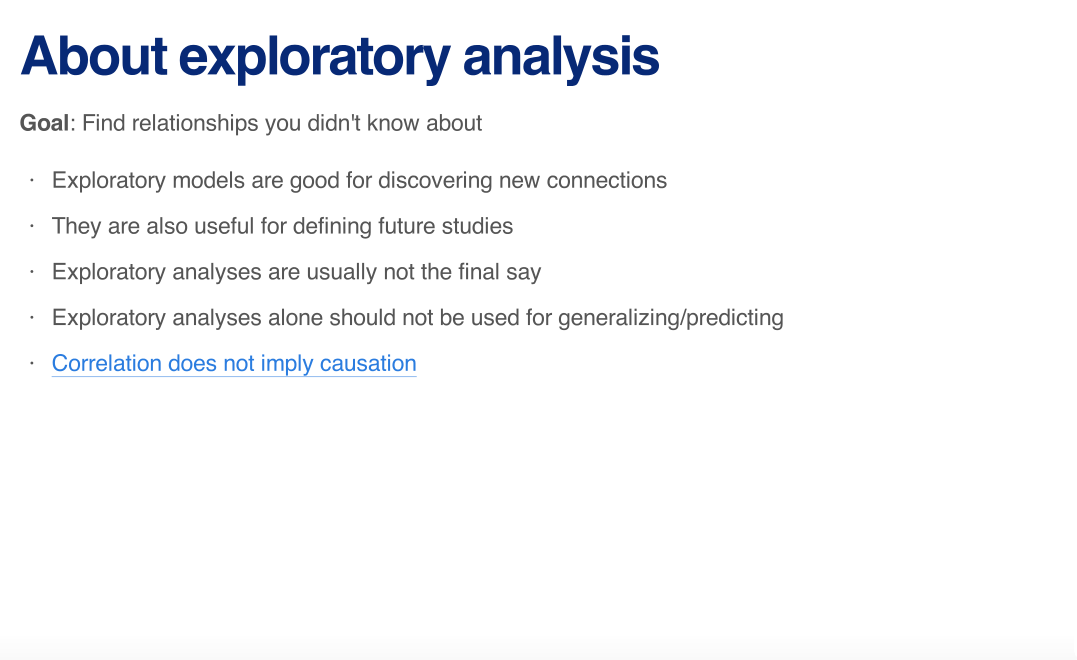 About exploratory analysis
Goal: Find relationships you didn't know about
· Exploratory models are good for discovering new connections
· They are also useful for defining future studies
· Exploratory analyses are usually not the final say
· Exploratory analyses alone should not be used for generalizing/predicting
· Correlation does not imply causation